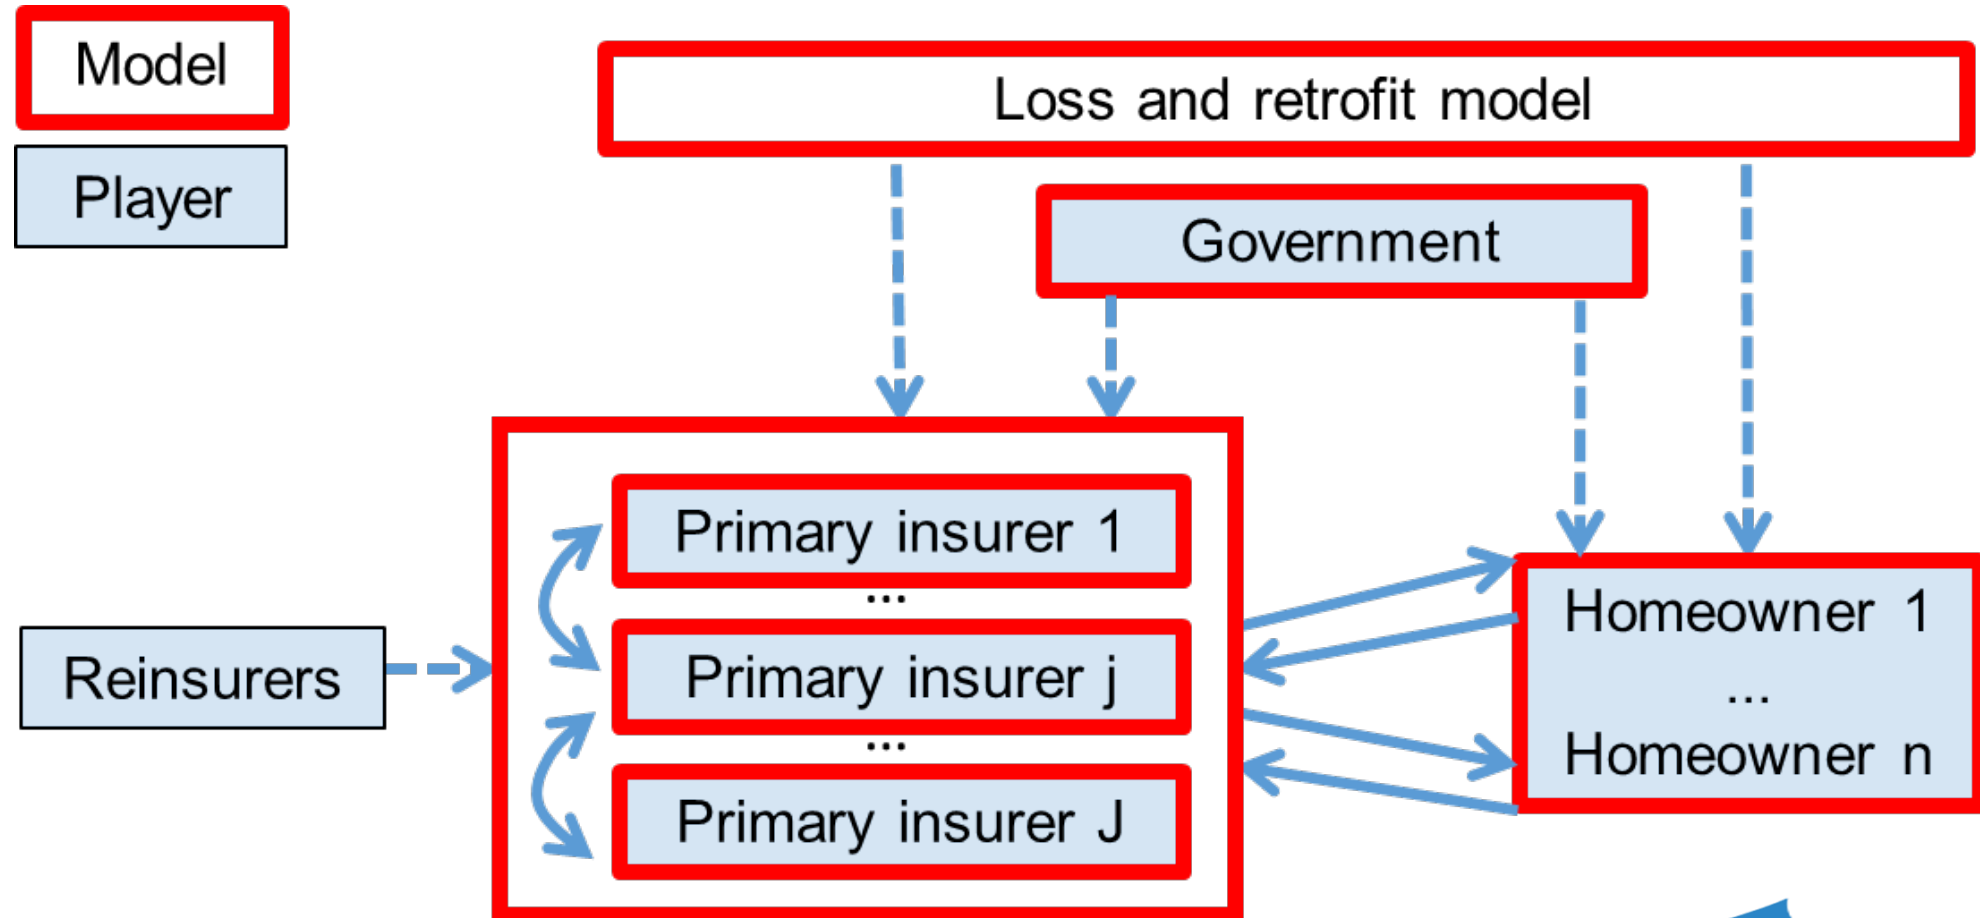 Model
Player
Loss and retrofit model
Government
Primary insurer 1
...
Primary insurer j
...
Primary insurer J
Reinsurers
Homeowner 1
...
Homeowner n